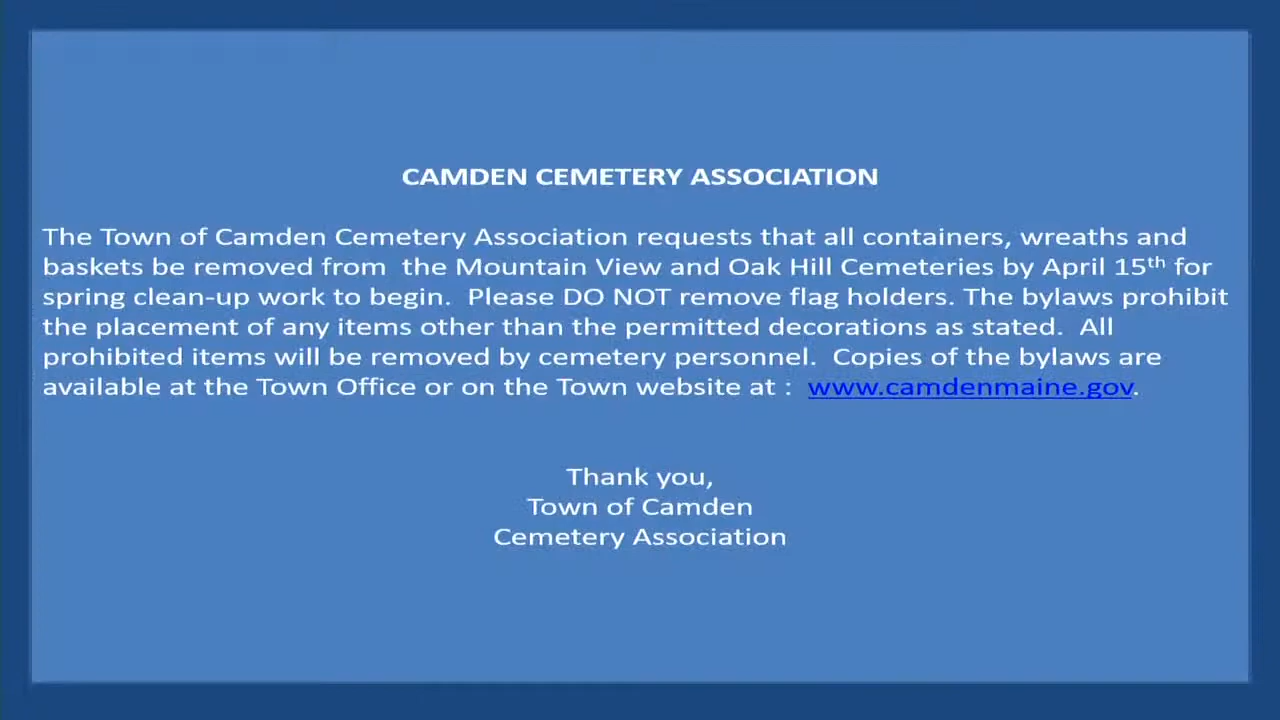 CAMDEN CEMETERY ASSOCIATION
The Town of Camden Cemetery Association requests that all containers, wreaths and
baskets be removed from  the Mountain View and Oak Hill Cemeteries by April 15th for
spring clean-up work to begin.  Please DO NOT remove flag holders. The bylaws prohibit
the placement of any items other than the permitted decorations as stated.  All
prohibited items will be removed by cemetery personnel.  Copies of the bylaws are
available at the Town Office or on the Town website at :  www.camdenmaine.gov.
Thank you,
Town of Camden
Cemetery Association